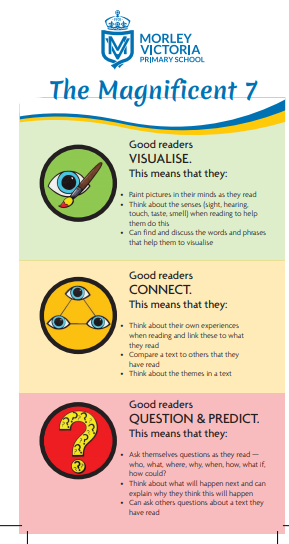 MORLEY
VICTORIA
PRIMARY SCHOOL
The Magnificent 7
Good readers
VISUALISE.
This means that they:
• Paint pictures in their minds as they read
• Think about the senses (sight, hearing,
touch, taste, smell) when reading to help
them do this
• Can find and discuss the words and phrases
that help them to visualise
Good readers
CONNECT.
This means that they:
• Think about their own experiences
when reading and link these to what
they read
• Compare a text to others that they
have read
• Think about the themes in a text
Good readers
QUESTION & PREDICT.
This means that they:
• Ask themselves questions as they read —
who, what, where, why, when, how, what if,
how could?
• Think about what will happen next and can
explain why they think this will happen
• Can ask others questions about a text they
have read